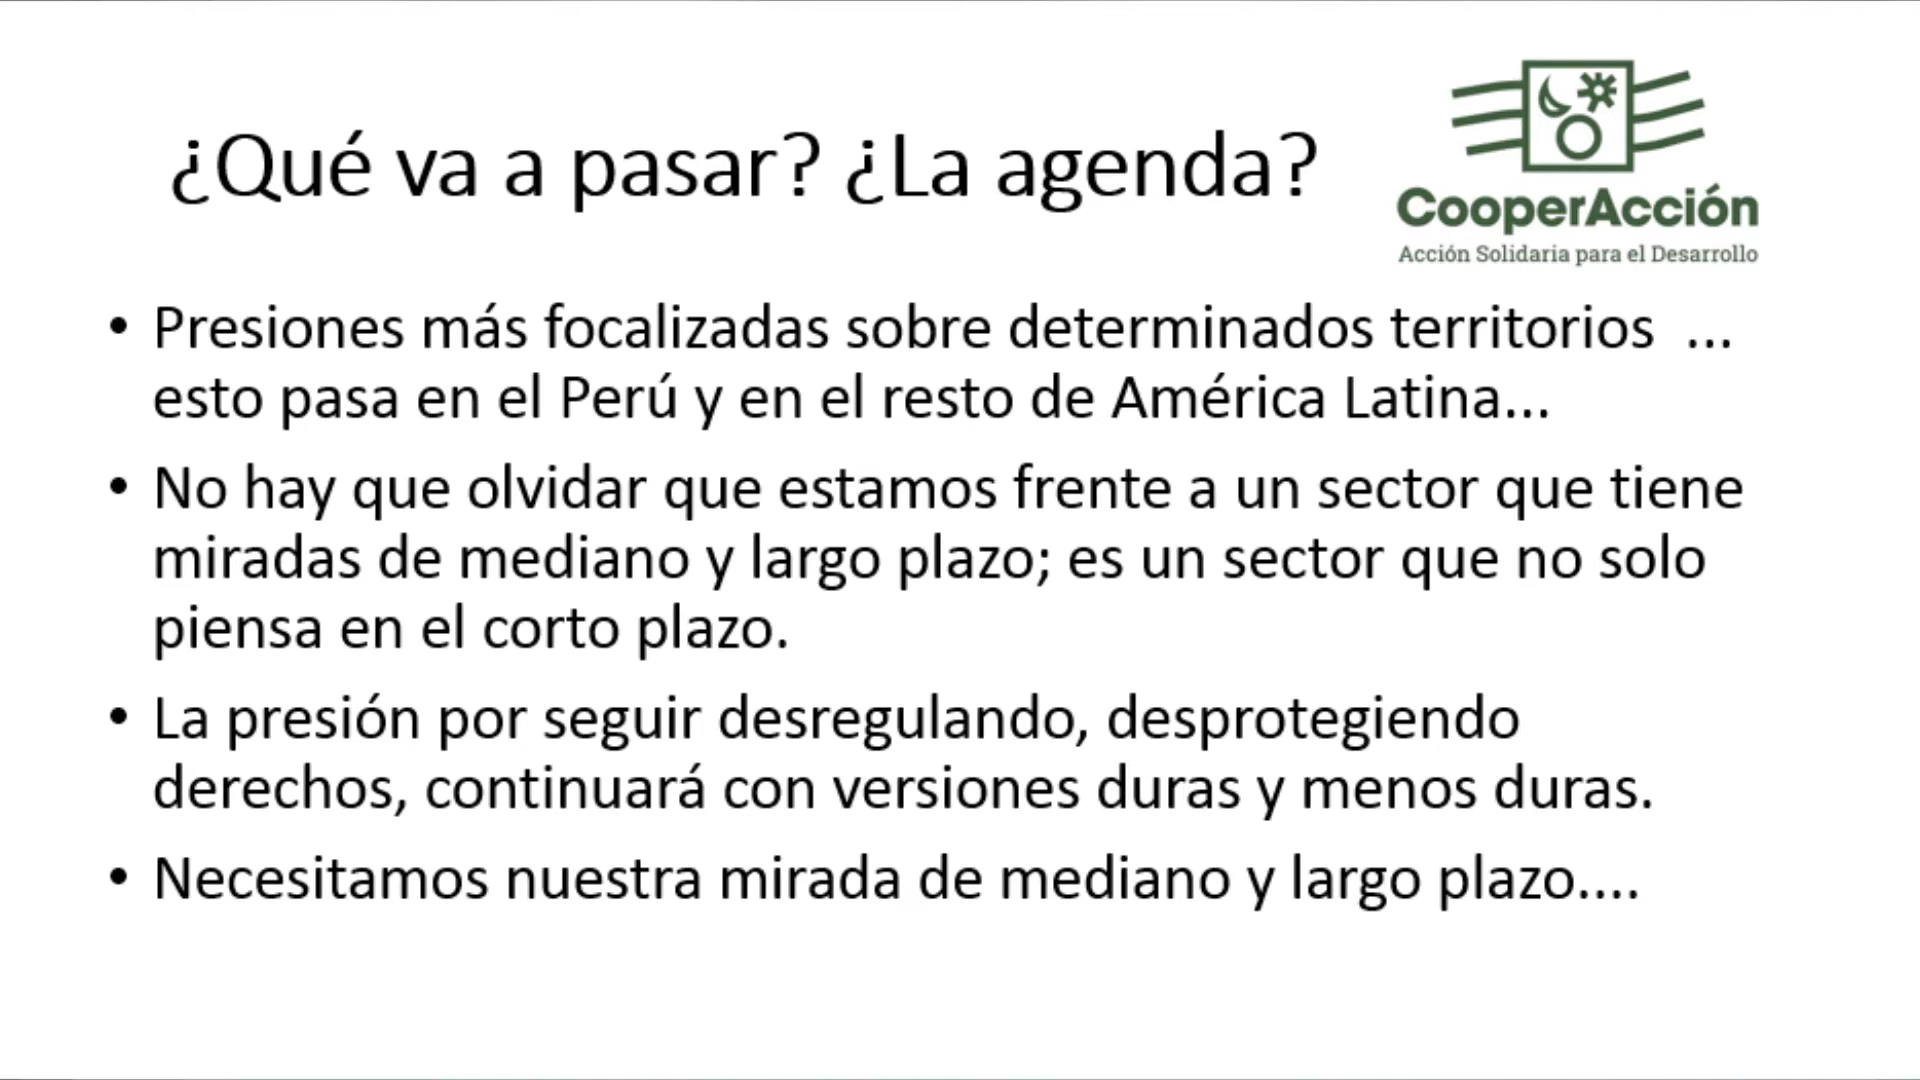 ¿Qué va a pasar? ¿La agenda?
CooperAcción
Acción Solidaria para el Desarrollo
• Presiones más focalizadas sobre determinados territorios ...
esto pasa en el Perú y en el resto de América Latina...
• No hay que olvidar que estamos frente a un sector que tiene
miradas de mediano y largo plazo; es un sector que no solo
piensa en el corto plazo.
• La presión por seguir desregulando, desprotegiendo
derechos, continuará con versiones duras y menos duras.
• Necesitamos nuestra mirada de mediano y largo plazo....